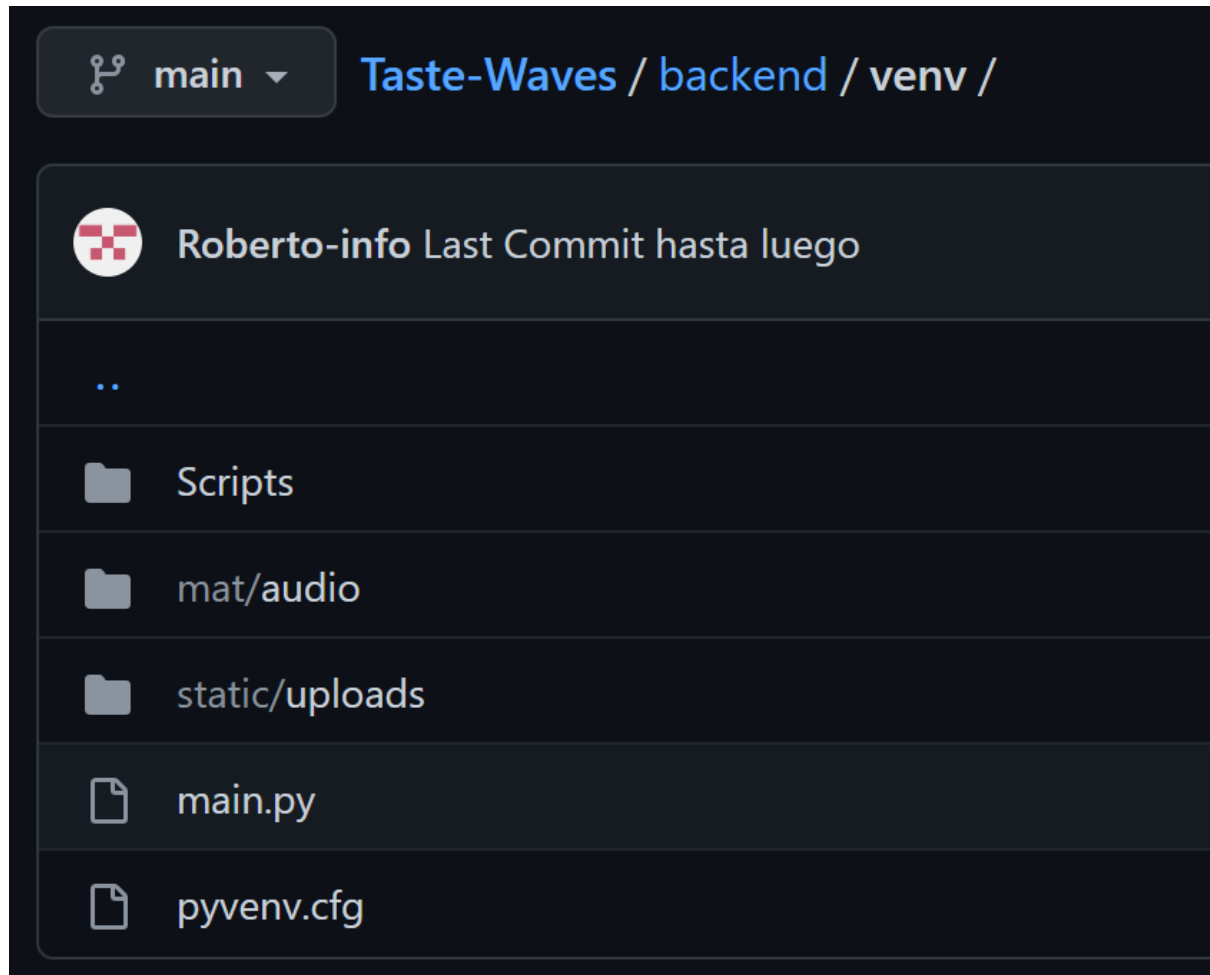 main Taste-Waves / backend / venv /
Roberto-info Last Commit hasta luego
..
Scripts
mat/audio
static/uploads
main.py
pyvenv.cfg